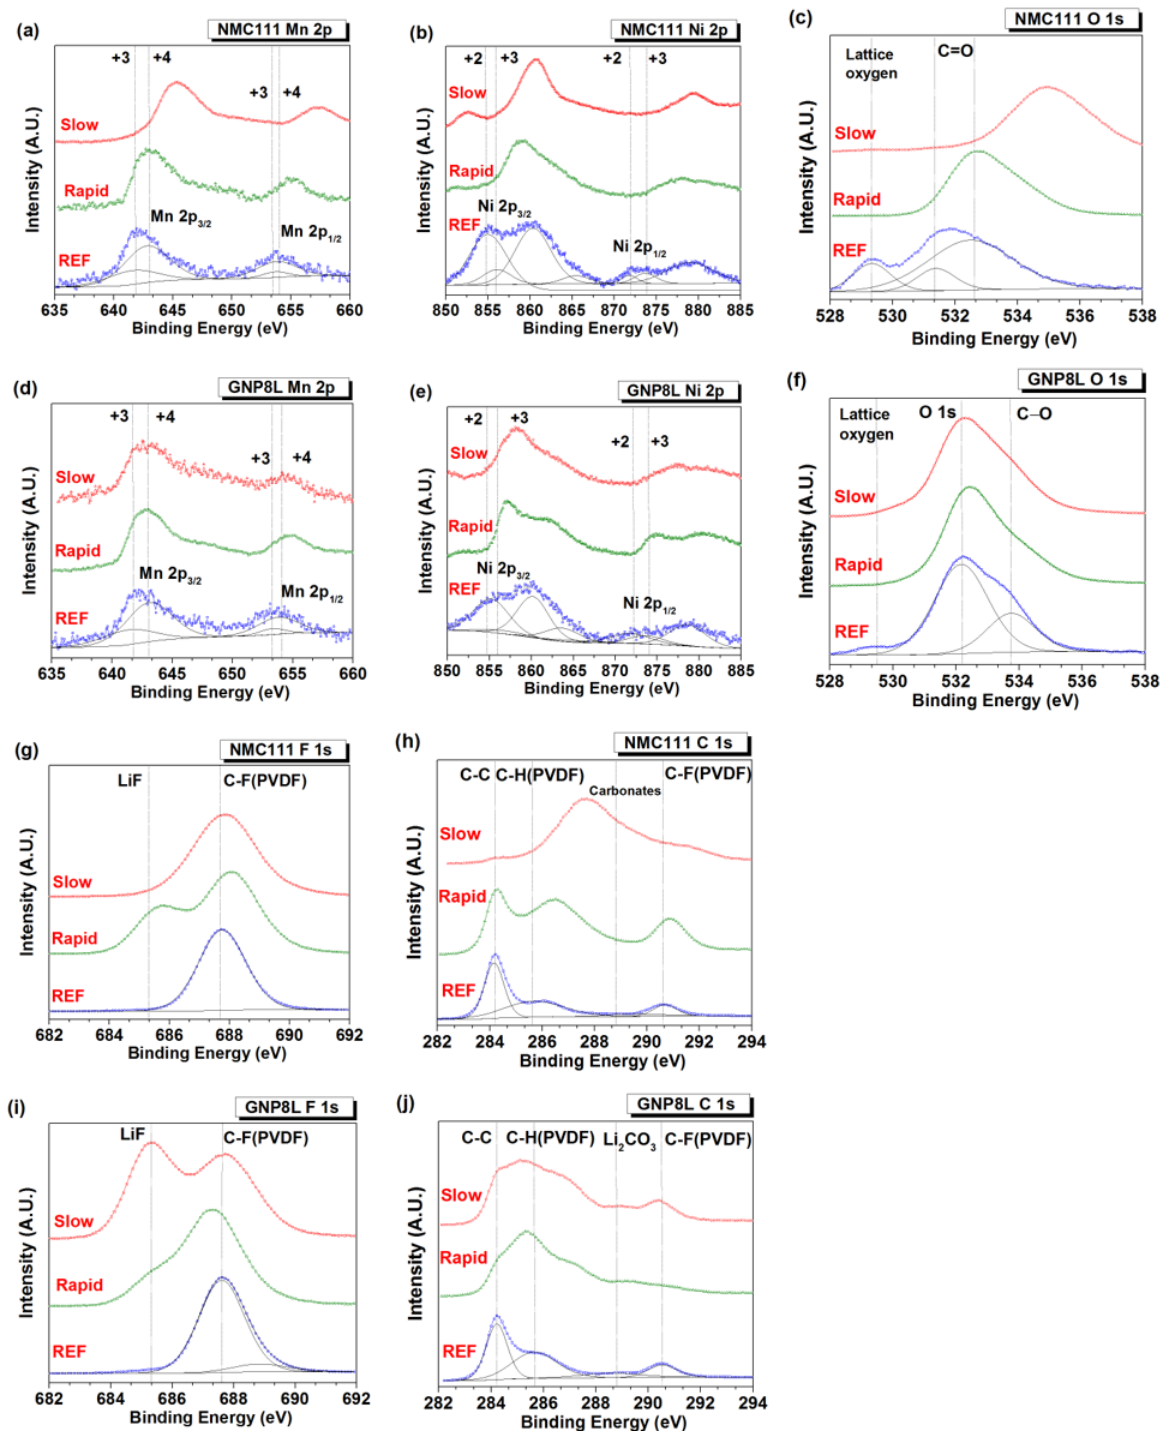 (a)
NMC111 Mn 2p
+3
+4
+3
+4
Slow
Rapid
Mn 2p3/2
Mn 2p1/2
REF
635 640 645 650 655 660
Binding Energy (eV)
Intensity (A.U.)
(b)
NMC111 Ni 2p
+2
+3
+2
+3
Slow
Rapid
Ni 2p3/2
Ni 2p1/2
REF
850 855 860 865 870 875 880 885
Binding Energy (eV)
Intensity (A.U.)
(c)
NMC111 O 1s
Lattice
oxygen
C=O
Slow
Rapid
REF
528 530 532 534 536 538
Binding Energy (eV)
Intensity (A.U.)
(d)
GNP8L Mn 2p
+3
+4
+3
+4
Slow
Rapid
Mn 2p3/2
Mn 2p1/2
REF
635 640 645 650 655 660
Binding Energy (eV)
Intensity (A.U.)
(e)
GNP8L Ni 2p
+2
+3
+2
+3
Slow
Rapid
Ni 2p3/2
Ni 2p1/2
REF
850 855 860 865 870 875 880 885
Binding Energy (eV)
Intensity (A.U.)
(f)
GNP8L O 1s
Lattice
oxygen
O 1s
C–O
Slow
Rapid
REF
528 530 532 534 536 538
Binding Energy (eV)
Intensity (A.U.)
(g)
NMC111 F 1s
LiF
C-F(PVDF)
Slow
Rapid
REF
682 684 686 688 690 692
Binding Energy (eV)
Intensity (A.U.)
(h)
NMC111 C 1s
C-C C-H(PVDF)
C-F(PVDF)
Carbonates
Slow
Rapid
REF
282 284 286 288 290 292 294
Binding Energy (eV)
Intensity (A.U.)
(i)
GNP8L F 1s
LiF
C-F(PVDF)
Slow
Rapid
REF
682 684 686 688 690 692
Binding Energy (eV)
Intensity (A.U.)
(j)
GNP8L C 1s
C-C C-H(PVDF) Li2CO3 C-F(PVDF)
Slow
Rapid
REF
282 284 286 288 290 292 294
Binding Energy (eV)
Intensity (A.U.)